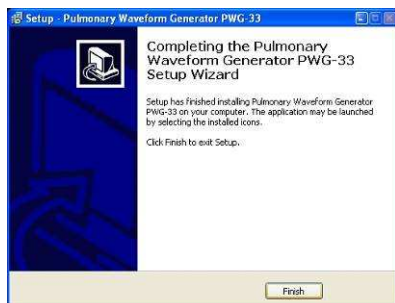 Setup - Pulmonary Waveform Generator PWG-33
Completing the Pulmonary
Waveform Generator PWG-33
Setup Wizard
Setup has finished installing Pulmonary Waveform Generator
PWG-33 on your computer. The application may be launched
by selecting the installed icons.
Click Finish to exit Setup.
Finish